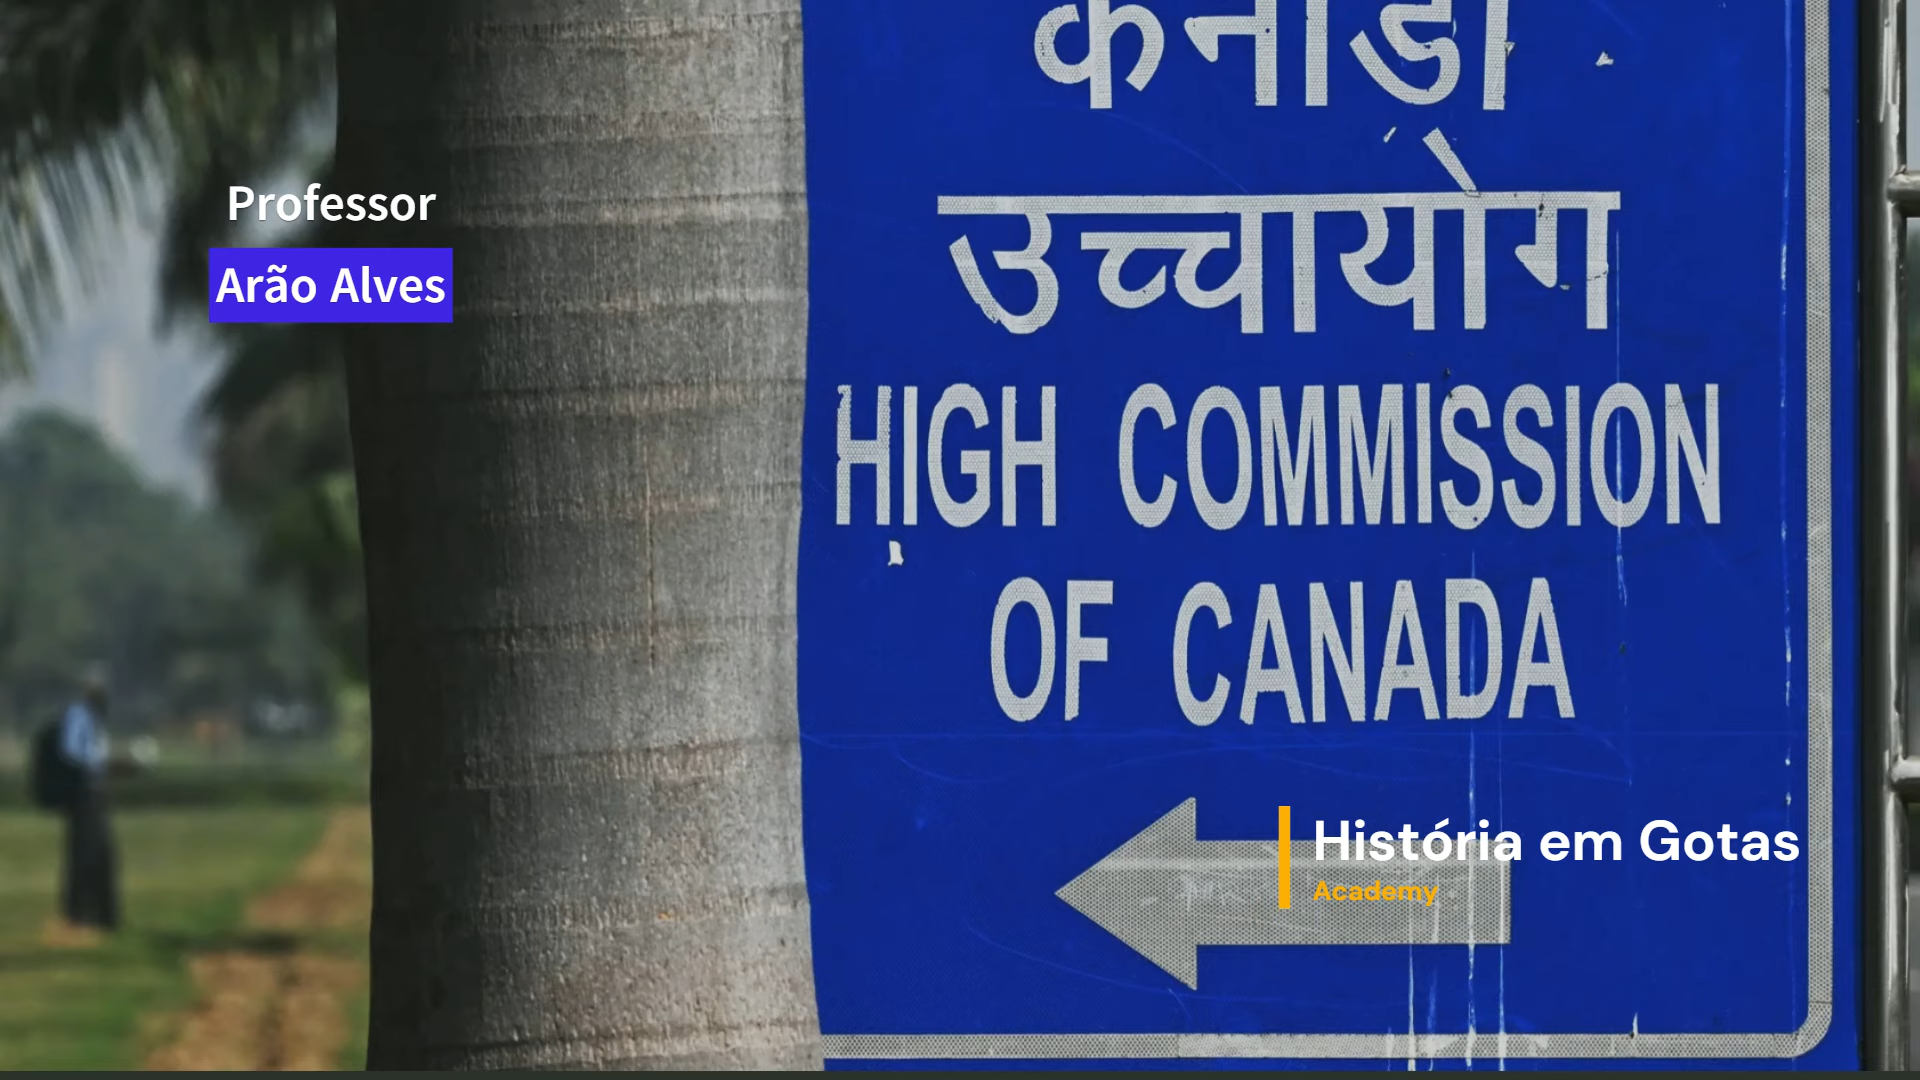 Professor
Arão Alves
कनाडा
उच्चायोग
HIGH COMMISSION
OF CANADA
História em Gotas
Academy